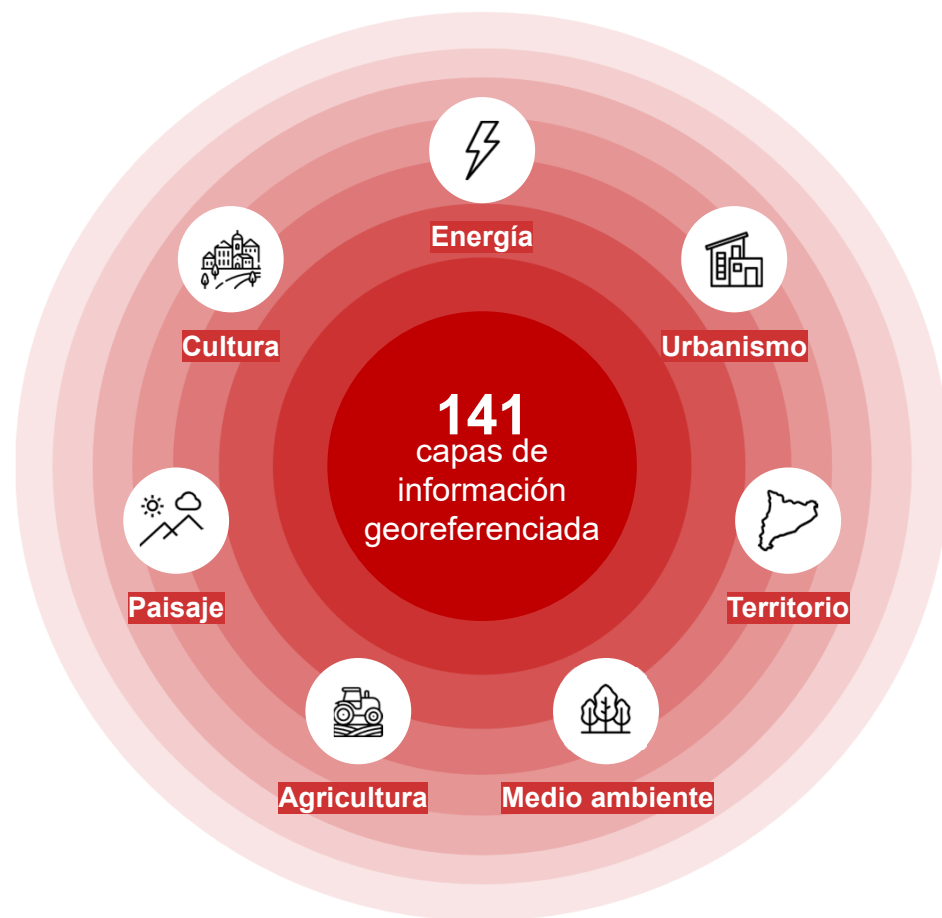 Energía
Cultura
Urbanismo
141
capas de
información
georeferenciada
Paisaje
Territorio
Agricultura
Medio ambiente